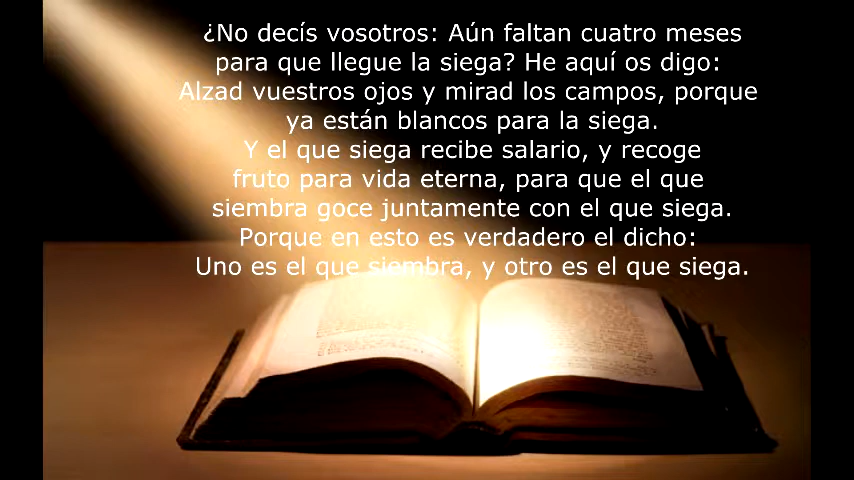 ¿No decís vosotros: Aún faltan cuatro meses
para que llegue la siega? He aquí os digo:
Alzad vuestros ojos y mirad los campos, porque
ya están blancos para la siega.
Y el que siega recibe salario, y recoge
fruto para vida eterna, para que el que
siembra goce juntamente con el que siega.
Porque en esto es verdadero el dicho:
Uno es el que siembra, y otro es el que siega.